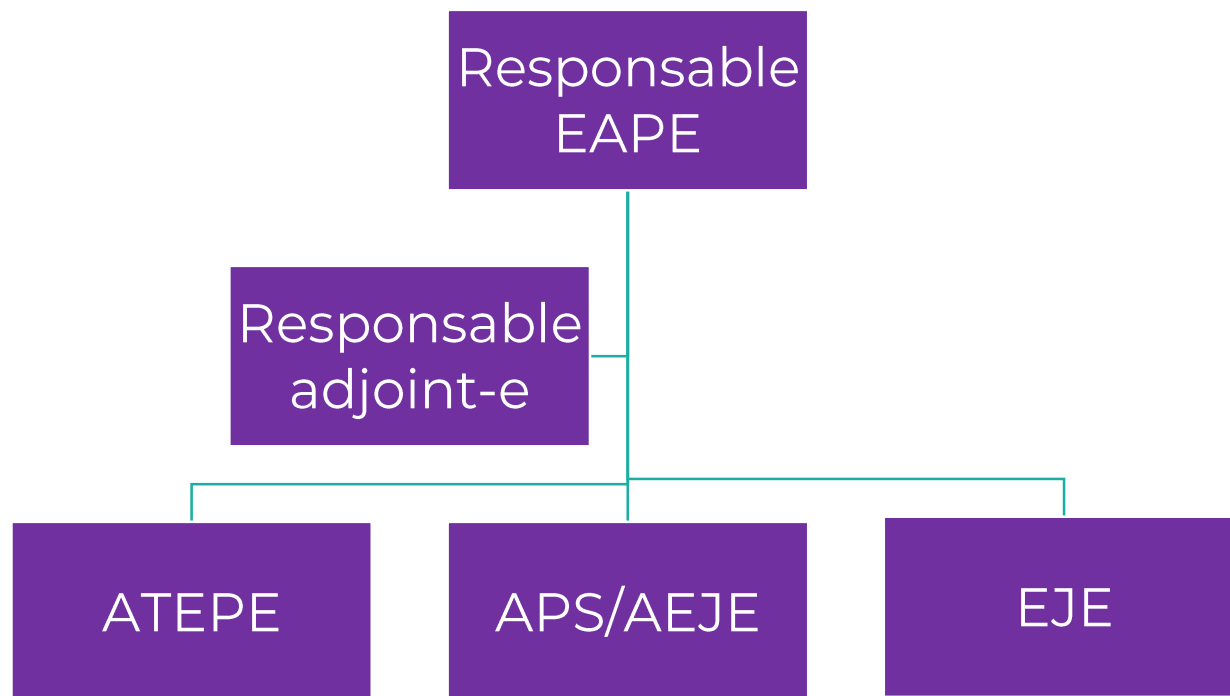 Responsable
EAPE
Responsable
adjoint-e
ATEPE
APS/AEJE
EJE